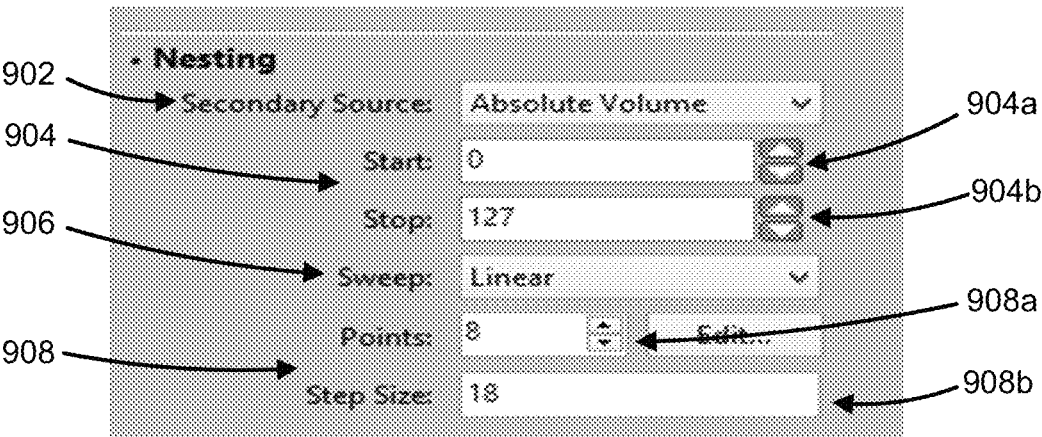 Nesting
902 Secondary Source: Absolute Volume 904a
904 Start: 0
Stop: 127 904b
906 Sweep: Linear
908a
Points: 8 Edit...
908
Step Size: 18 908b